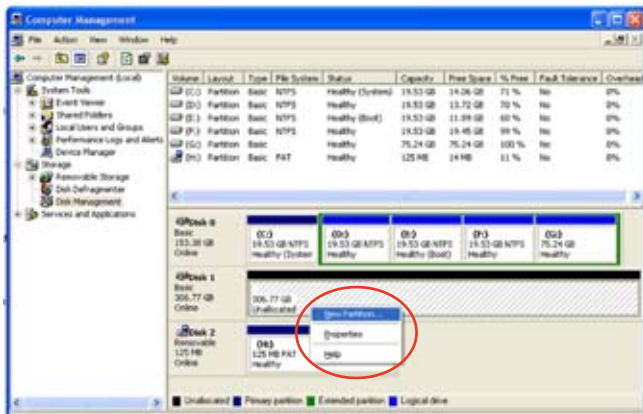 Computer Management
File Action View Window Help
Computer Management (Local)
System Tools
Event Viewer
Shared Folders
Local Users and Groups
Performance Logs and Alerts
Device Manager
Storage
Removable Storage
Disk Defragmenter
Disk Management
Services and Applications
Volume Layout Type File System Status Capacity Free Space % Free Fault Tolerance Overhead
(C:) Partition Basic NTFS Healthy (System) 19.53 GB 14.06 GB 71 % No 0%
(D:) Partition Basic NTFS Healthy 19.53 GB 13.72 GB 70 % No 0%
(E:) Partition Basic NTFS Healthy (Boot) 19.53 GB 11.89 GB 60 % No 0%
(F:) Partition Basic NTFS Healthy 19.53 GB 19.45 GB 99 % No 0%
(G:) Partition Basic Healthy 75.24 GB 75.24 GB 100 % No 0%
(H:) Partition Basic FAT Healthy 125 MB 14 MB 11 % No 0%
Disk 0
Basic
153.38 GB
Online
(C:)
19.53 GB NTFS
Healthy (System
(D:)
19.53 GB NTFS
Healthy
(E:)
19.53 GB NTFS
Healthy (Boot)
(F:)
19.53 GB NTFS
Healthy
(G:)
75.24 GB
Healthy
Disk 1
Basic
306.77 GB
Online
306.77 GB
Unallocated
New Partition...
Properties
Help
Disk 2
Removable
125 MB
Online
(H:)
125 MB FAT
Healthy
Unallocated Primary partition Extended partition Logical drive